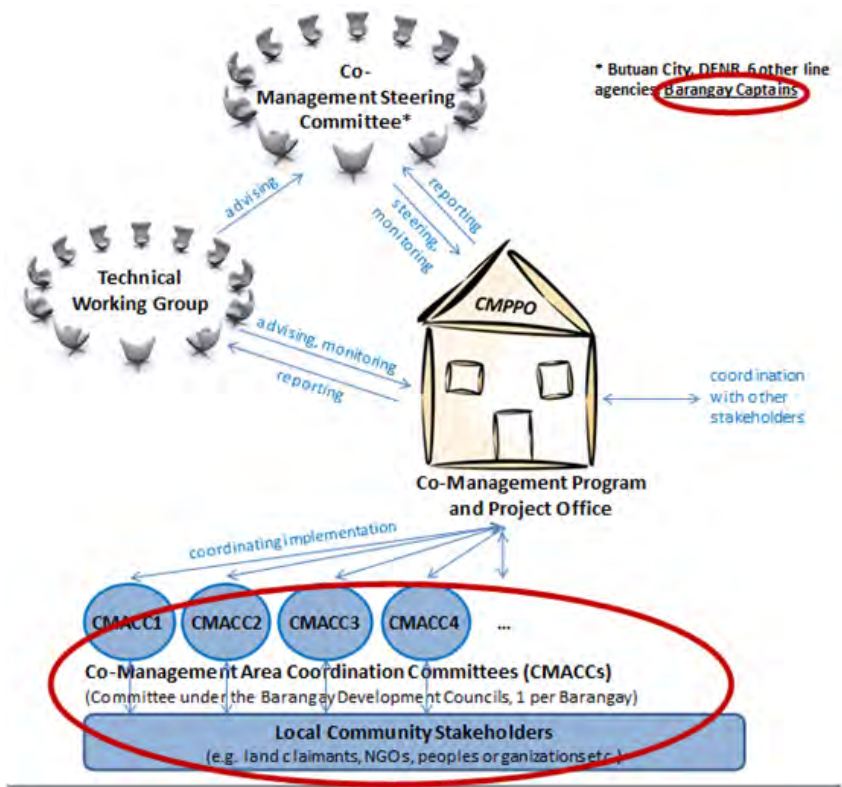 Co-
Management Steering
Committee*
* Butuan City, DENR, 6 other line
agencies, Barangay Captains
advising
reporting
steering,
monitoring
Technical
Working Group
CMPPO
advising, monitoring
reporting
coordination
with other
stakeholders
Co-Management Program
and Project Office
coordinating implementation
CMACC1
CMACC2
CMACC3
CMACC4
...
Co-Management Area Coordination Committees (CMACCs)
(Committee under the Barangay Development Councils, 1 per Barangay)
Local Community Stakeholders
(e.g. land claimants, NGOs, peoples organizations etc.)